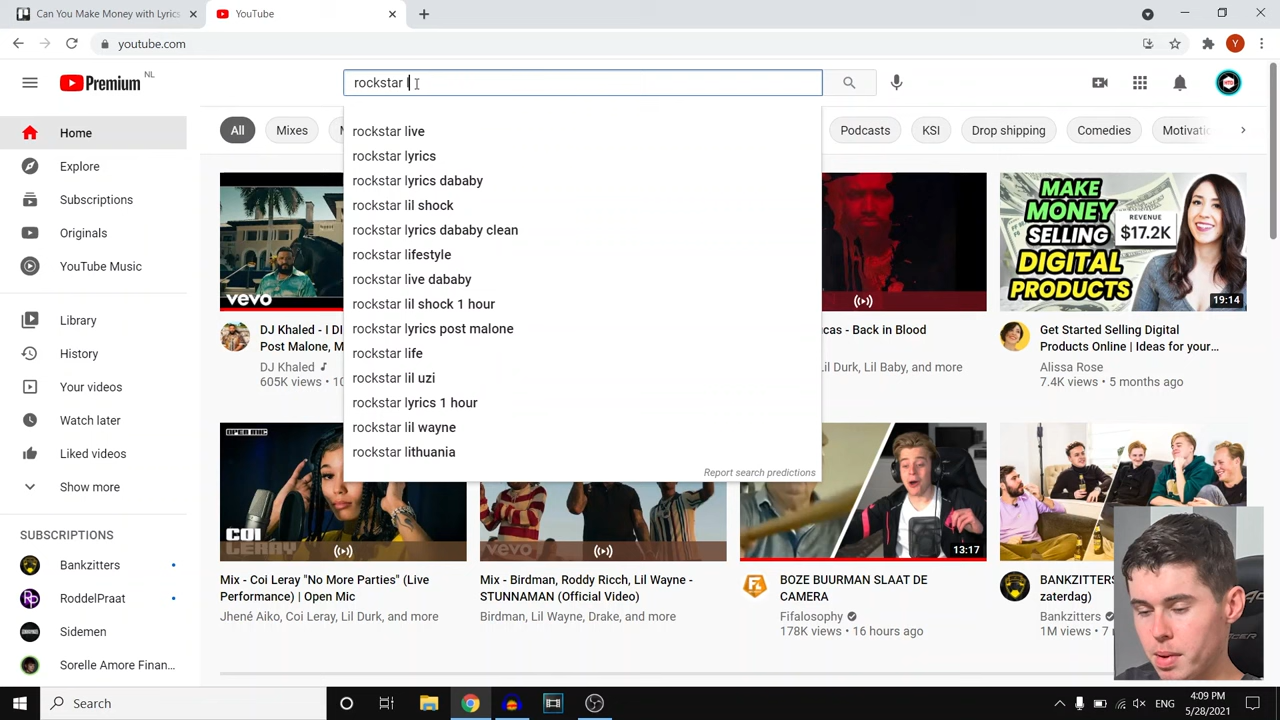 Can You Make Money with Lyrics
YouTube
youtube.com
Y
Premium NL
rockstar l
Home
Explore
Subscriptions
Originals
YouTube Music
Library
History
Your videos
Watch later
Liked videos
Show more
SUBSCRIPTIONS
Bankzitters
RoddelPraat
Sidemen
Sorelle Amore Finan...
All
Mixes
Podcasts
KSI
Drop shipping
Comedies
Motivatio
rockstar live
rockstar lyrics
rockstar lyrics dababy
rockstar lil shock
rockstar lyrics dababy clean
rockstar lifestyle
rockstar live dababy
rockstar lil shock 1 hour
rockstar lyrics post malone
rockstar life
rockstar lil uzi
rockstar lyrics 1 hour
rockstar lil wayne
rockstar lithuania
Report search predictions
vevo
DJ Khaled - I DI
Post Malone, M
DJ Khaled
605K views • 10
cas - Back in Blood
Lil Durk, Lil Baby, and more
MAKE
MONEY
SELLING
DIGITAL
PRODUCTS
REVENUE
$17.2K
19:14
Get Started Selling Digital
Products Online | Ideas for your...
Alissa Rose
7.4K views • 5 months ago
OPEN MIC
COI
LERAY
Mix - Coi Leray "No More Parties" (Live
Performance) | Open Mic
Jhené Aiko, Coi Leray, Lil Durk, and more
vevo
Mix - Birdman, Roddy Ricch, Lil Wayne -
STUNNAMAN (Official Video)
Birdman, Lil Wayne, Drake, and more
13:17
BOZE BUURMAN SLAAT DE
CAMERA
Fifalosophy
178K views • 16 hours ago
BANKZITTERS
zaterdag)
Bankzitters
1M views • 7
Search
ENG
4:09 PM
5/28/2021